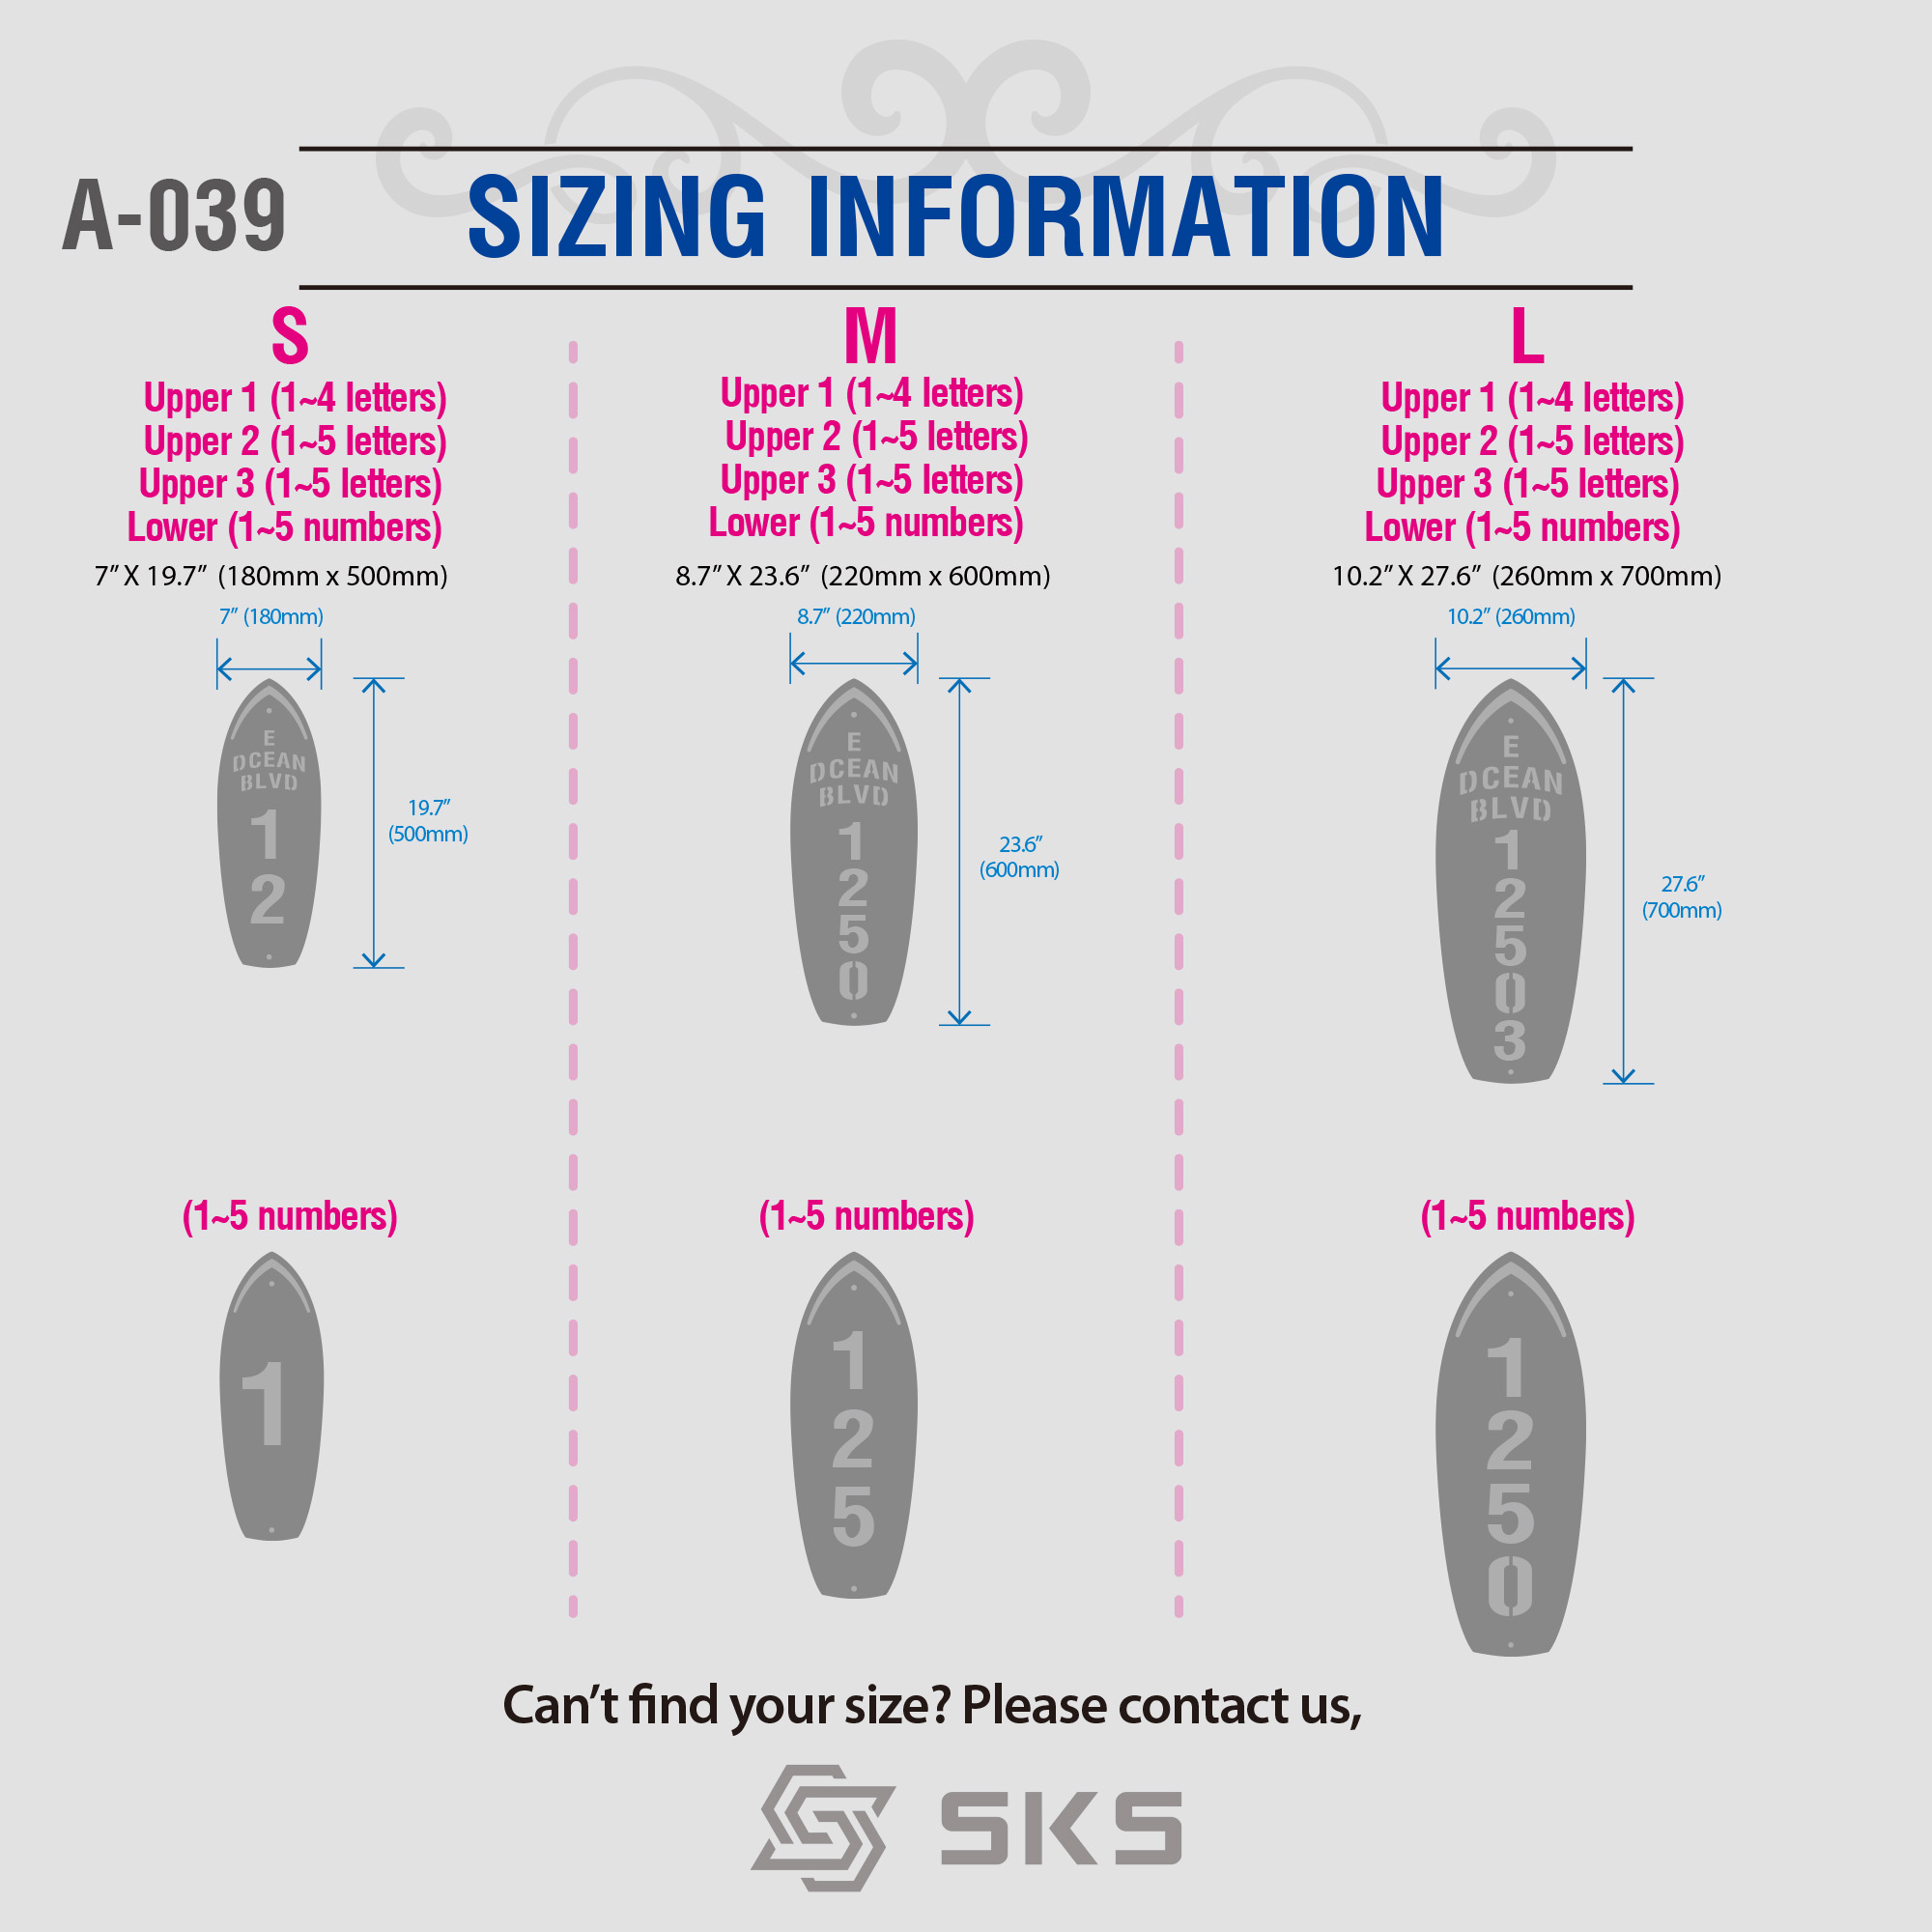 A-039
SIZING INFORMATION
S
Upper 1 (1~4 letters)
Upper 2 (1~5 letters)
Upper 3 (1~5 letters)
Lower (1~5 numbers)
7” X 19.7” (180mm x 500mm)
7” (180mm)
E
OCEAN
BLVD
1
2
19.7”
(500mm)
(1~5 numbers)
1
M
Upper 1 (1~4 letters)
Upper 2 (1~5 letters)
Upper 3 (1~5 letters)
Lower (1~5 numbers)
8.7” X 23.6” (220mm x 600mm)
8.7” (220mm)
E
OCEAN
BLVD
1
2
5
0
23.6”
(600mm)
(1~5 numbers)
1
2
5
L
Upper 1 (1~4 letters)
Upper 2 (1~5 letters)
Upper 3 (1~5 letters)
Lower (1~5 numbers)
10.2” X 27.6” (260mm x 700mm)
10.2” (260mm)
E
OCEAN
BLVD
1
2
5
0
3
27.6”
(700mm)
(1~5 numbers)
1
2
5
0
Can’t find your size? Please contact us,
SKS